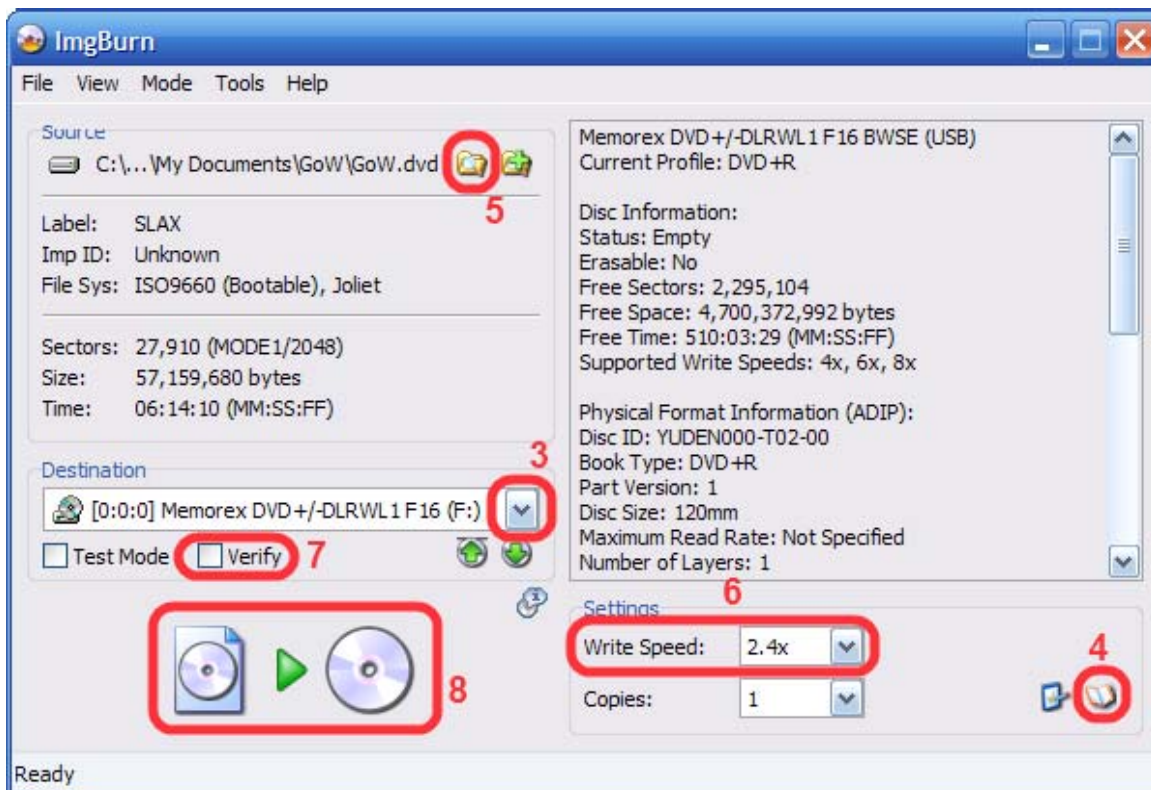 ImgBurn
File View Mode Tools Help
Source
C:\...\My Documents\GoW\GoW.dvd
5
Label: SLAX
Imp ID: Unknown
File Sys: ISO9660 (Bootable), Joliet
Sectors: 27,910 (MODE1/2048)
Size: 57,159,680 bytes
Time: 06:14:10 (MM:SS:FF)
3
Destination
[0:0:0] Memorex DVD+/-DLRWL1 F16 (F:)
Test Mode Verify 7
8
Memorex DVD+/-DLRWL1 F16 BWSE (USB)
Current Profile: DVD+R
Disc Information:
Status: Empty
Erasable: No
Free Sectors: 2,295,104
Free Space: 4,700,372,992 bytes
Free Time: 510:03:29 (MM:SS:FF)
Supported Write Speeds: 4x, 6x, 8x
Physical Format Information (ADIP):
Disc ID: YUDEN000-T02-00
Book Type: DVD+R
Part Version: 1
Disc Size: 120mm
Maximum Read Rate: Not Specified
Number of Layers: 1
6
Settings
Write Speed: 2.4x
4
Copies: 1
Ready